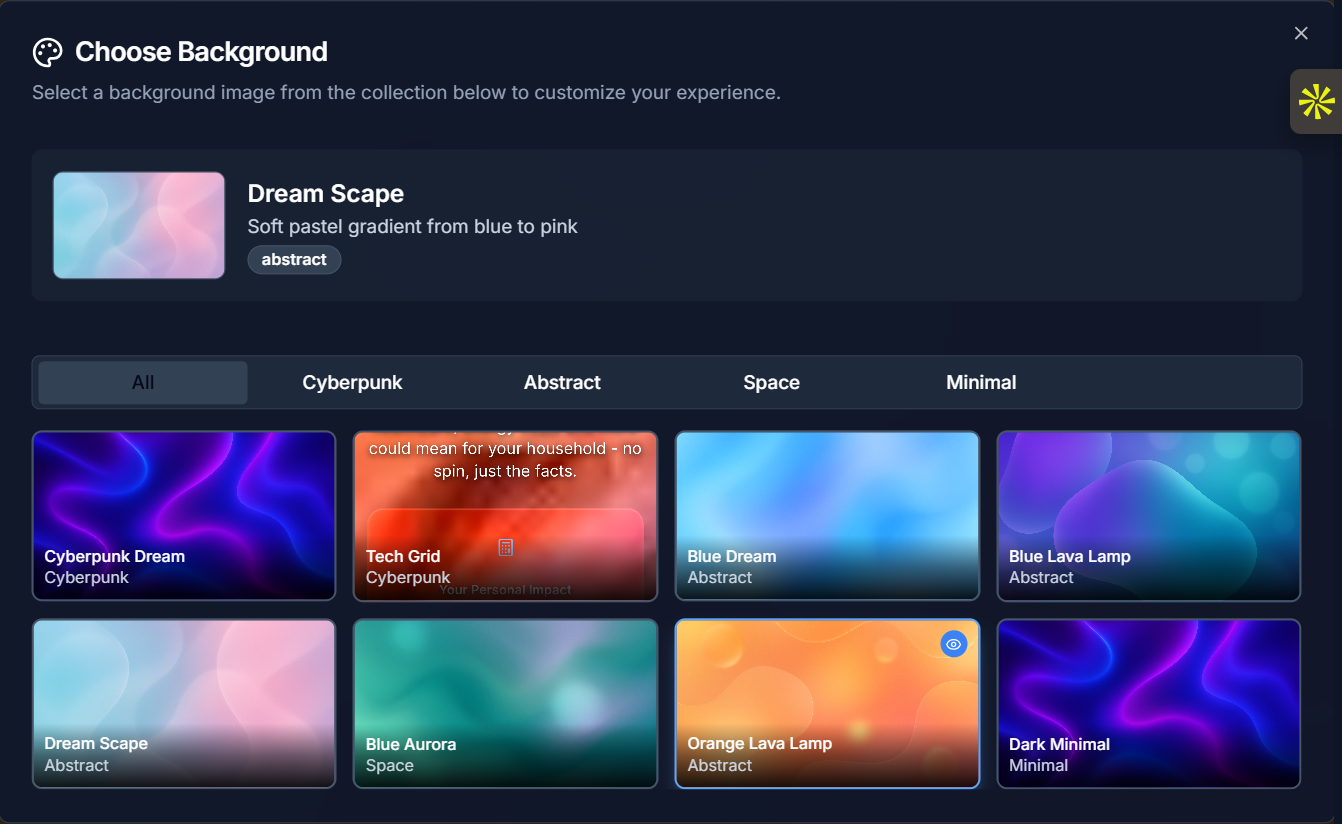 Choose Background
Select a background image from the collection below to customize your experience.
Dream Scape
Soft pastel gradient from blue to pink
abstract
All
Cyberpunk
Abstract
Space
Minimal
Cyberpunk Dream
Cyberpunk
could mean for your household - no
spin, just the facts.
Tech Grid
Cyberpunk
Your Personal Impact
Blue Dream
Abstract
Blue Lava Lamp
Abstract
Dream Scape
Abstract
Blue Aurora
Space
Orange Lava Lamp
Abstract
Dark Minimal
Minimal